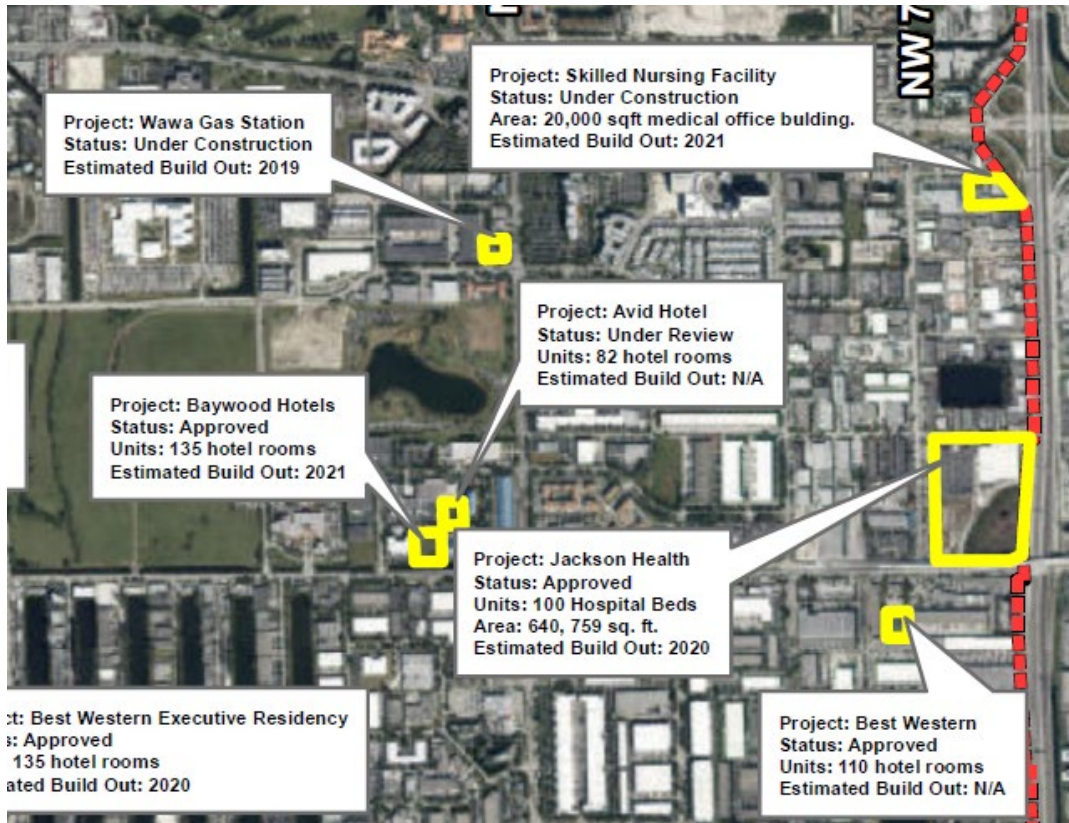 NW 7
Project: Skilled Nursing Facility
Status: Under Construction
Area: 20,000 sqft medical office bulding.
Estimated Build Out: 2021
Project: Wawa Gas Station
Status: Under Construction
Estimated Build Out: 2019
Project: Avid Hotel
Status: Under Review
Units: 82 hotel rooms
Estimated Build Out: N/A
Project: Baywood Hotels
Status: Approved
Units: 135 hotel rooms
Estimated Build Out: 2021
Project: Jackson Health
Status: Approved
Units: 100 Hospital Beds
Area: 640, 759 sq. ft.
Estimated Build Out: 2020
ct: Best Western Executive Residency
s: Approved
135 hotel rooms
ated Build Out: 2020
Project: Best Western
Status: Approved
Units: 110 hotel rooms
Estimated Build Out: N/A